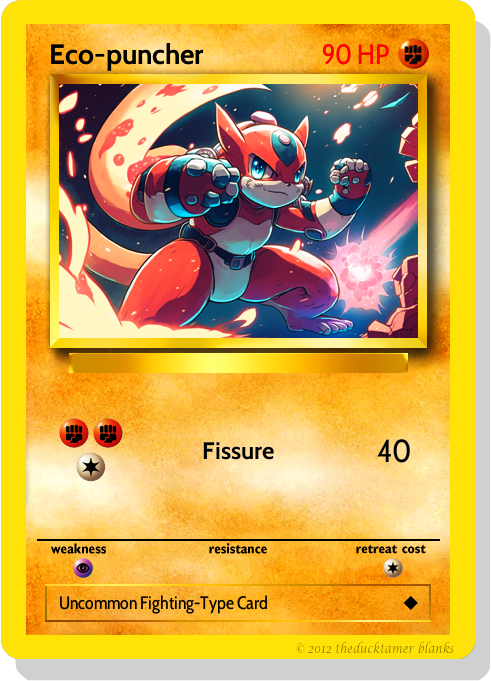 Eco-puncher 90 HP
Fissure 40
weakness resistance retreat cost
Uncommon Fighting-Type Card
© 2012 theducktamer blanks